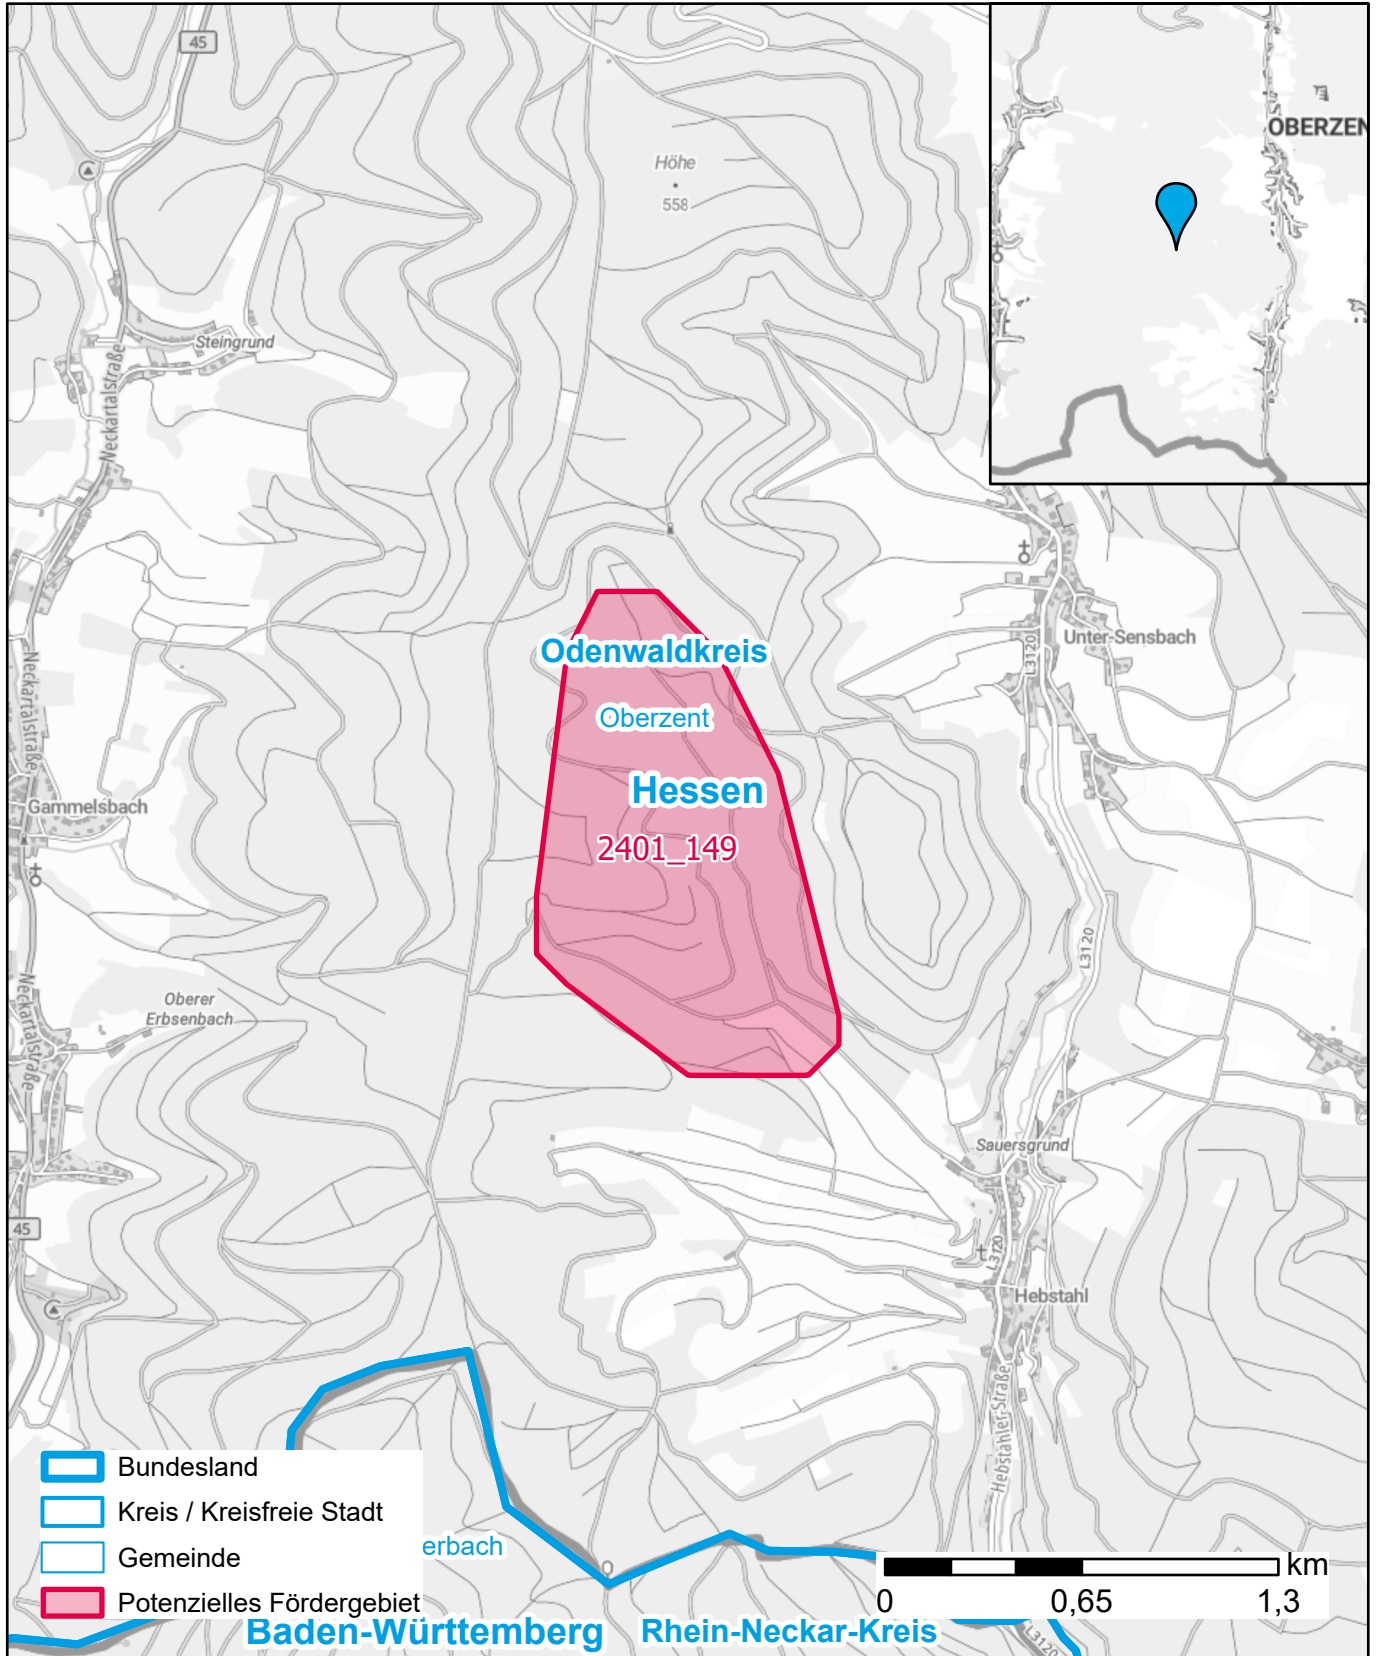 45
Höhe
558
OBERZEN
Steingrund
Neckartalstraße
Unter-Sensbach
L3120
Odenwaldkreis
Oberzent
Hessen
2401_149
Neckartalstraße
Gammelsbach
L3120
Oberer
Erbsenbach
Neckartalstraße
Sauersgrund
45
L3120
Hebstahl
Hebstahler-Straße
Bundesland
Kreis / Kreisfreie Stadt
Gemeinde
Potenzielles Fördergebiet
erbach
km
0 0,65 1,3
Baden-Württemberg
Rhein-Neckar-Kreis
L3120